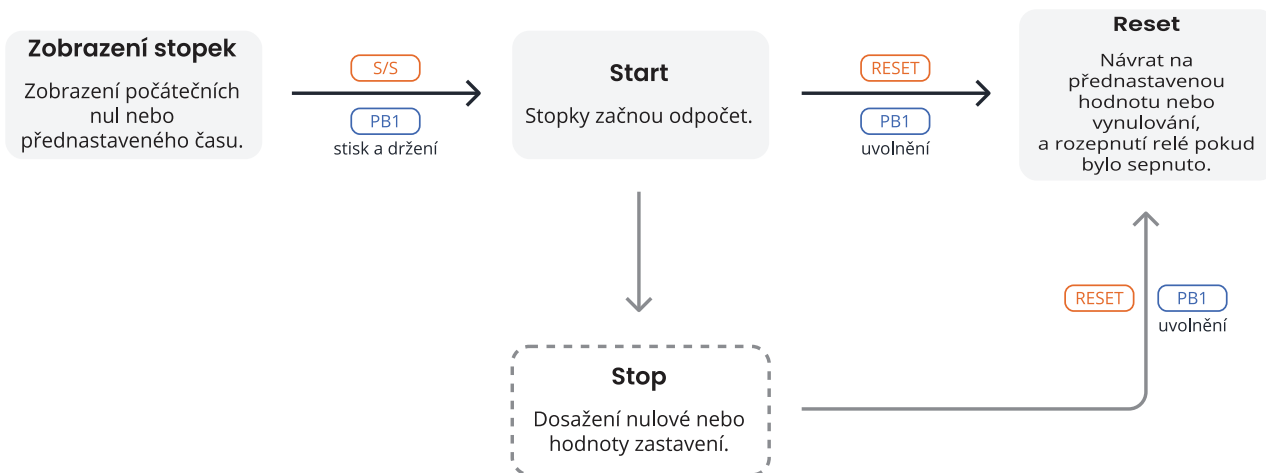 Zobrazení stopek
Zobrazení počátečních
nul nebo
přednastaveného času.
S/S
PB1
stisk a držení
Start
Stopky začnou odpočet.
RESET
PB1
uvolnění
Reset
Návrat na
přednastavenou
hodnotu nebo
vynulování,
a rozepnutí relé pokud
bylo sepnuto.
RESET
PB1
uvolnění
Stop
Dosažení nulové nebo
hodnoty zastavení.